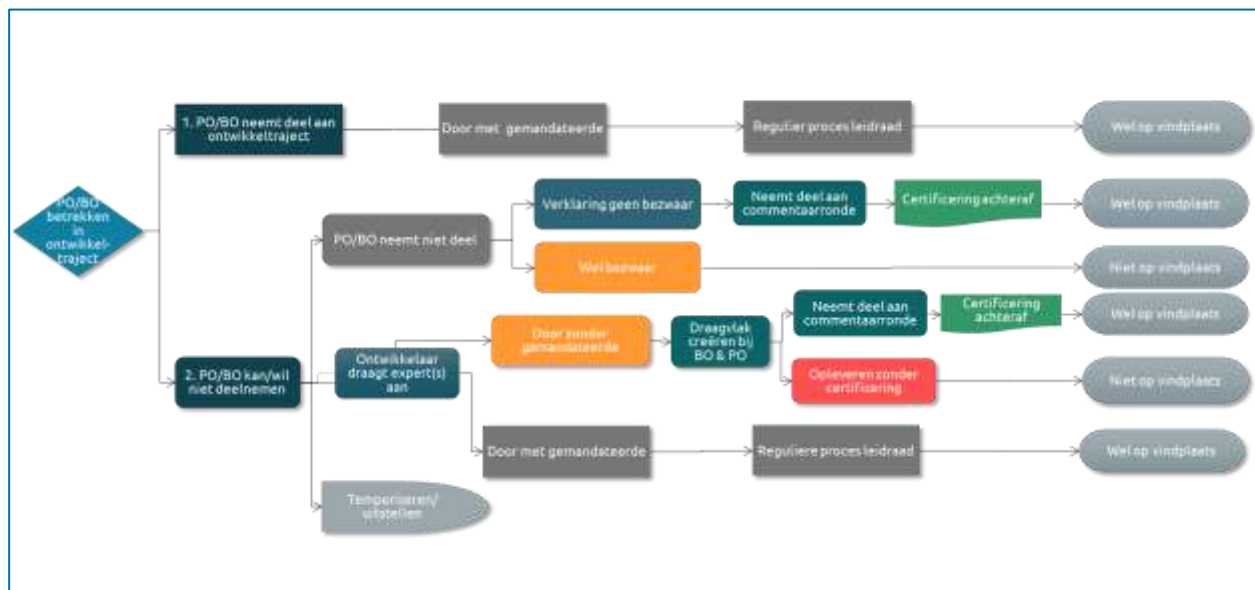 PO/BO
betrekken
in
ontwikkel-
traject
1. PO/BO neemt deel aan
ontwikkeltraject
Door met gemandateerde
Regulier proces leidraad
Wel op vindplaats
2. PO/BO kan/wil
niet deelnemen
PO/BO neemt niet deel
Verklaring geen bezwaar
Neemt deel aan
commentaarronde
Certificering achteraf
Wel op vindplaats
Wel bezwaar
Niet op vindplaats
Ontwikkelaar
draagt expert(s)
aan
Door zonder
gemandateerde
Draagvlak
creëren bij
BO & PO
Neemt deel aan
commentaarronde
Certificering
achteraf
Wel op vindplaats
Opleveren zonder
certificering
Niet op vindplaats
Door met gemandateerde
Reguliere proces leidraad
Wel op vindplaats
Temporiseren/
uitstellen